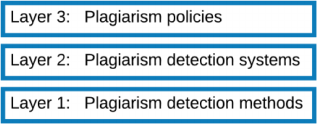 Layer 3: Plagiarism policies
Layer 2: Plagiarism detection systems
Layer 1: Plagiarism detection methods